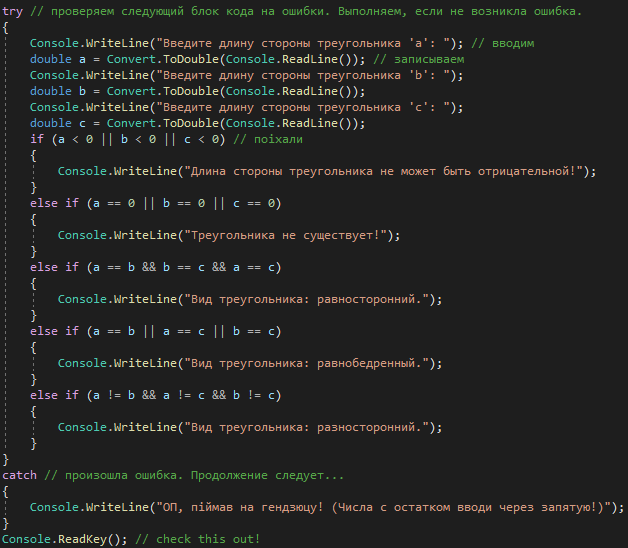 try // проверяем следующий блок кода на ошибки. Выполняем, если не возникла ошибка.
{
    Console.WriteLine("Введите длину стороны треугольника 'a': "); // вводим
    double a = Convert.ToDouble(Console.ReadLine()); // записываем
    Console.WriteLine("Введите длину стороны треугольника 'b': ");
    double b = Convert.ToDouble(Console.ReadLine());
    Console.WriteLine("Введите длину стороны треугольника 'c': ");
    double c = Convert.ToDouble(Console.ReadLine());
    if (a < 0 || b < 0 || c < 0) // поїхали
    {
        Console.WriteLine("Длина стороны треугольника не может быть отрицательной!");
    }
    else if (a == 0 || b == 0 || c == 0)
    {
        Console.WriteLine("Треугольника не существует!");
    }
    else if (a == b && b == c && a == c)
    {
        Console.WriteLine("Вид треугольника: равносторонний.");
    }
    else if (a == b || a == c || b == c)
    {
        Console.WriteLine("Вид треугольника: равнобедренный.");
    }
    else if (a != b && a != c && b != c)
    {
        Console.WriteLine("Вид треугольника: разносторонний.");
    }
}
catch // произошла ошибка. Продолжение следует...
{
    Console.WriteLine("ОП, піймав на гендзюцу! (Числа с остатком вводи через запятую!)");
}
Console.ReadKey(); // check this out!